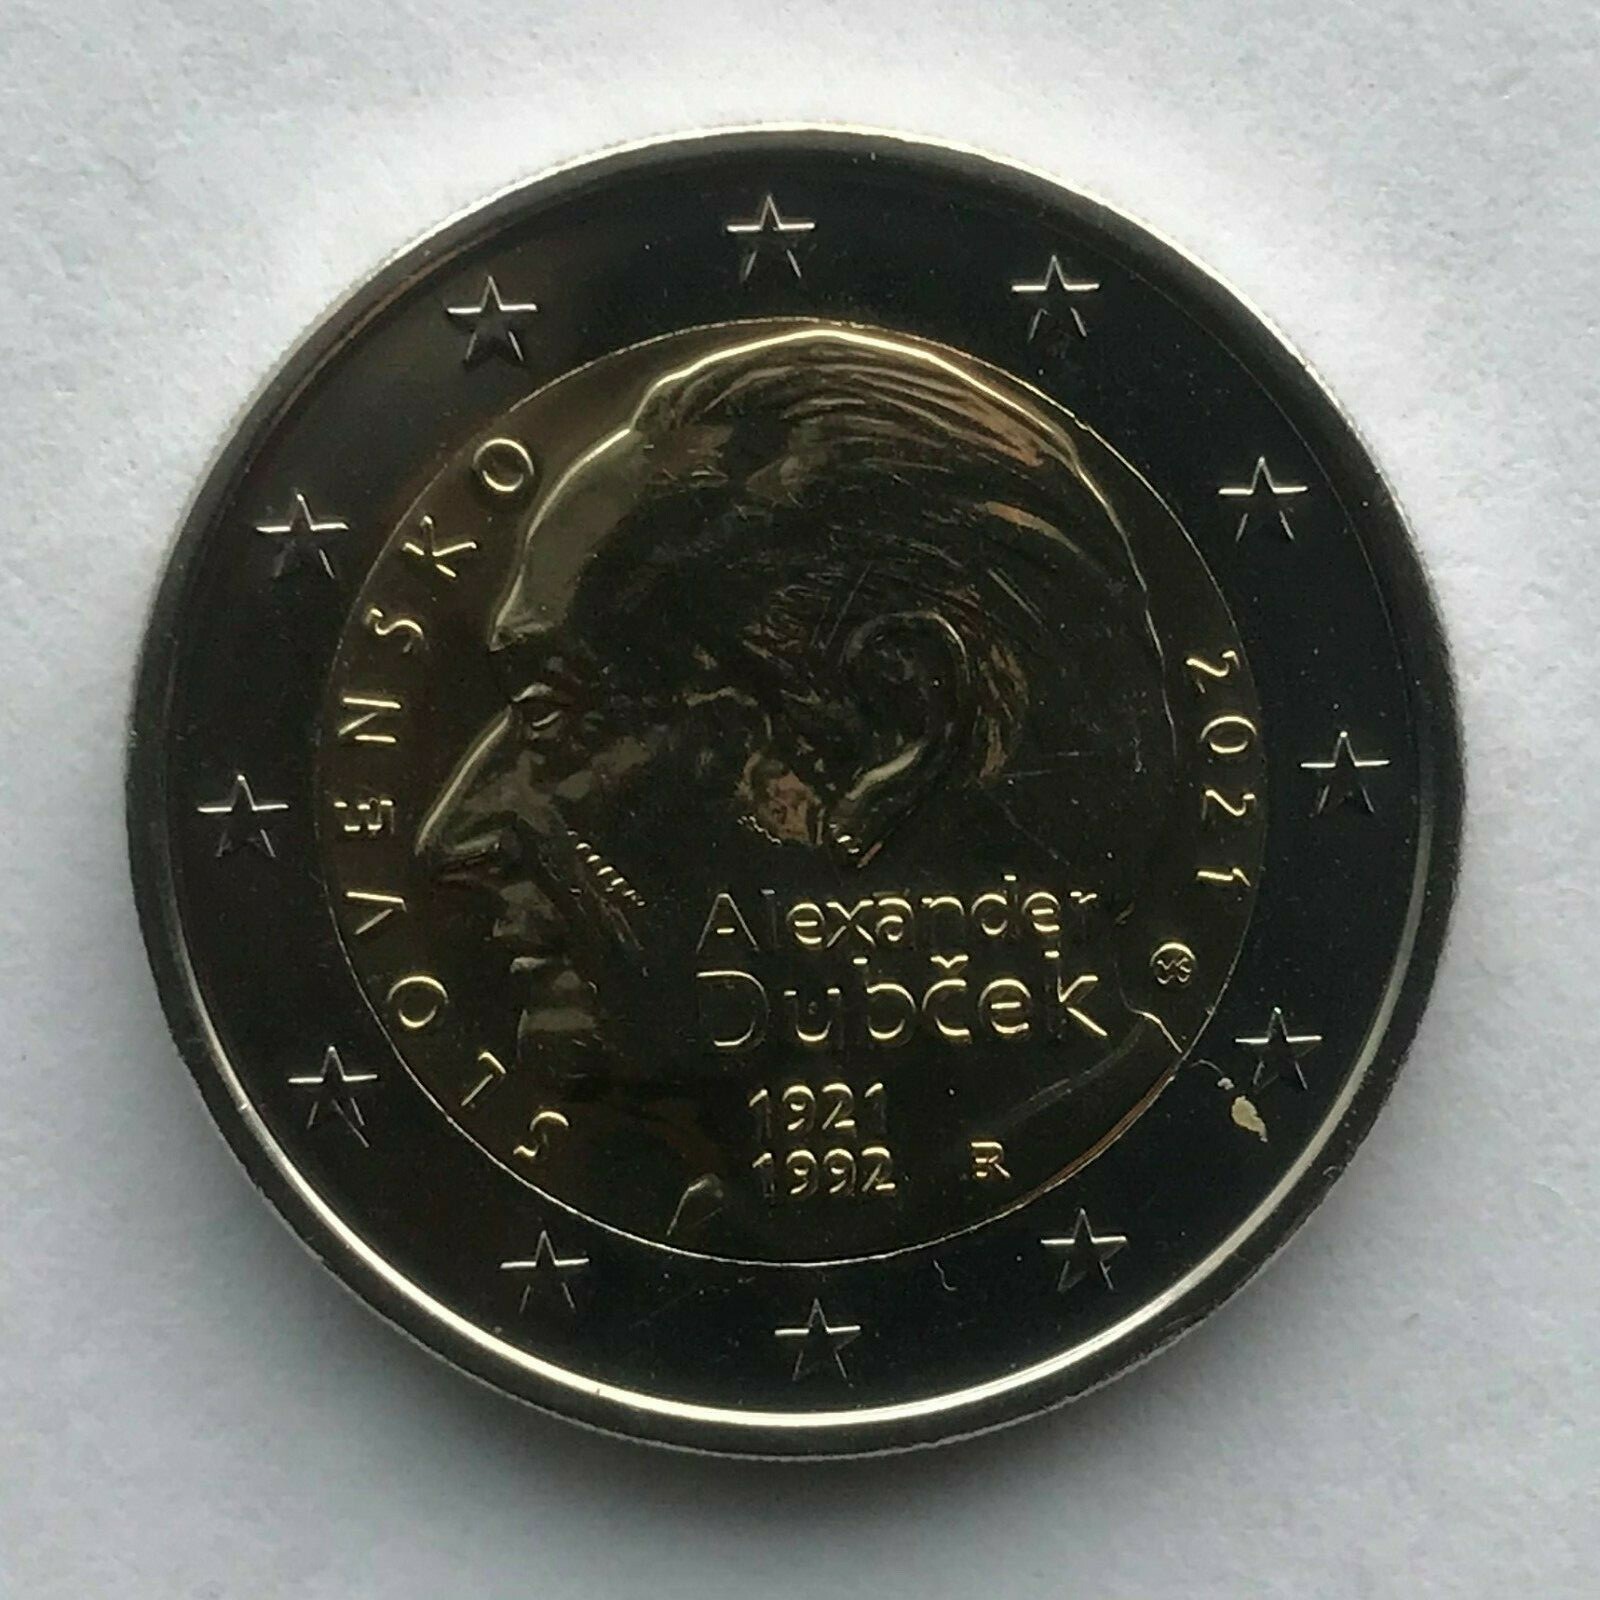 SLOVENSKO
2021
Alexander
Dubček
1921
1992